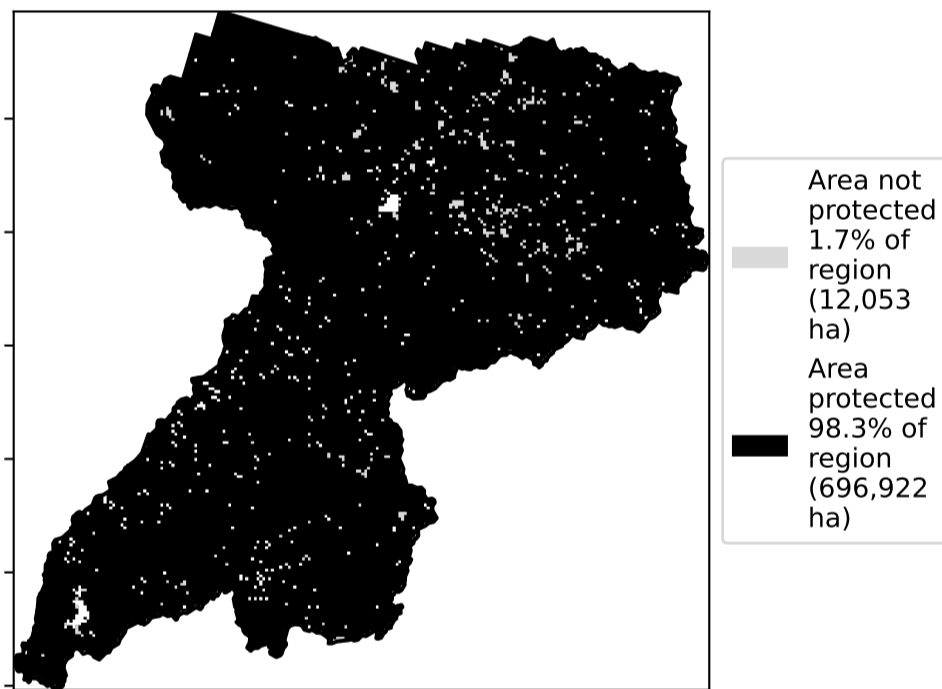 Area not
protected
1.7% of
region
(12,053
ha)
Area
protected
98.3% of
region
(696,922
ha)